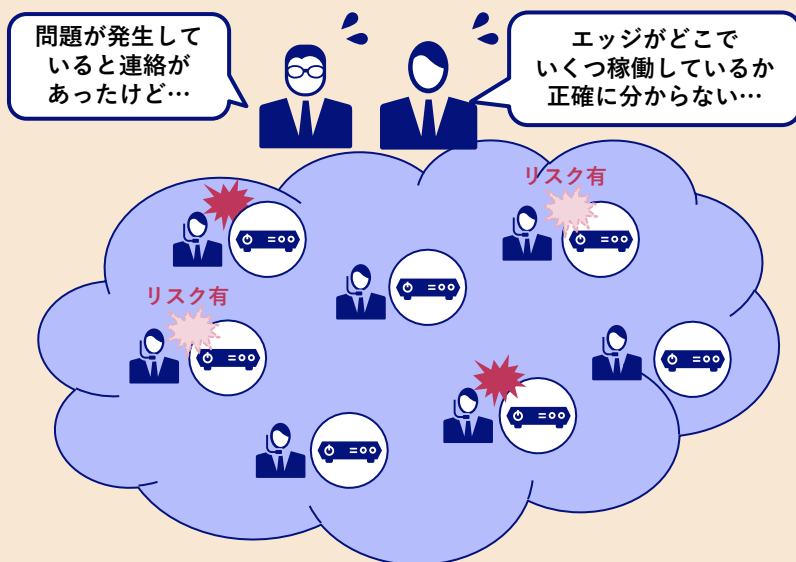 問題が発生して
いると連絡が
あったけど…
エッジがどこで
いくつ稼働しているか
正確に分からない…
リスク有
リスク有